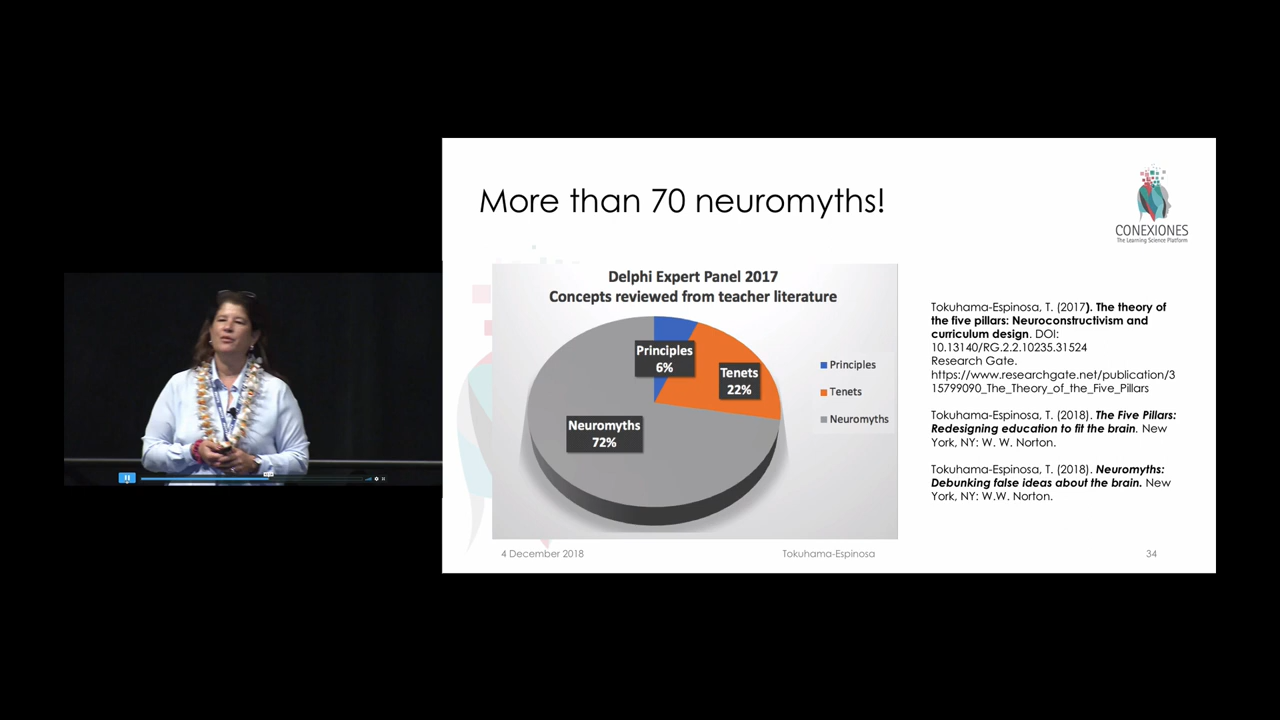 More than 70 neuromyths!
CONEXIONES
The Learning Science Platform
Delphi Expert Panel 2017
Concepts reviewed from teacher literature
Principles
6%
Tenets
22%
Neuromyths
72%
Principles
Tenets
Neuromyths
Tokuhama-Espinosa, T. (2017). The theory of
the five pillars: Neuroconstructivism and
curriculum design. DOI:
10.13140/RG.2.2.10235.31524
Research Gate.
https://www.researchgate.net/publication/3
15799090_The_Theory_of_the_Five_Pillars
Tokuhama-Espinosa, T. (2018). The Five Pillars:
Redesigning education to fit the brain. New
York, NY: W. W. Norton.
Tokuhama-Espinosa, T. (2018). Neuromyths:
Debunking false ideas about the brain. New
York, NY: W.W. Norton.
4 December 2018
Tokuhama-Espinosa
34